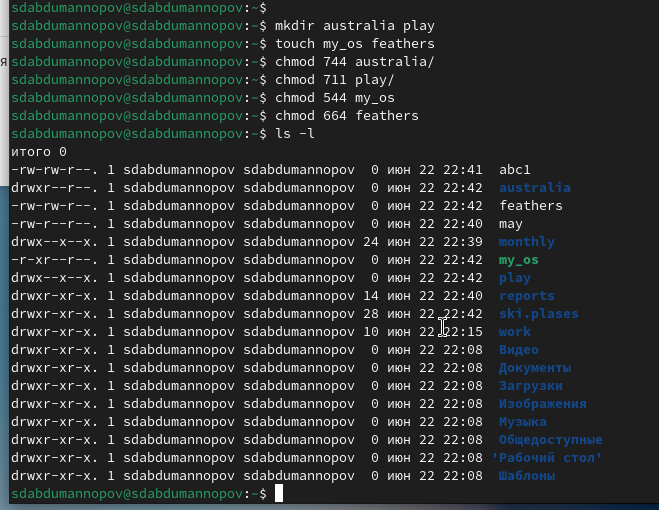 я
sdabdumannopov@sdabdumannopov:~$
sdabdumannopov@sdabdumannopov:~$ mkdir australia play
sdabdumannopov@sdabdumannopov:~$ touch my_os feathers
sdabdumannopov@sdabdumannopov:~$ chmod 744 australia/
sdabdumannopov@sdabdumannopov:~$ chmod 711 play/
sdabdumannopov@sdabdumannopov:~$ chmod 544 my_os
sdabdumannopov@sdabdumannopov:~$ chmod 664 feathers
sdabdumannopov@sdabdumannopov:~$ ls -l
итого 0
-rw-rw-r--. 1 sdabdumannopov sdabdumannopov  0 июн 22 22:41  abc1
drwxr--r--. 1 sdabdumannopov sdabdumannopov  0 июн 22 22:42  australia
-rw-rw-r--. 1 sdabdumannopov sdabdumannopov  0 июн 22 22:42  feathers
-rw-r--r--. 1 sdabdumannopov sdabdumannopov  0 июн 22 22:40  may
drwx--x--x. 1 sdabdumannopov sdabdumannopov 24 июн 22 22:39  monthly
-r-xr--r--. 1 sdabdumannopov sdabdumannopov  0 июн 22 22:42  my_os
drwx--x--x. 1 sdabdumannopov sdabdumannopov  0 июн 22 22:42  play
drwxr-xr-x. 1 sdabdumannopov sdabdumannopov 14 июн 22 22:40  reports
drwxr-xr-x. 1 sdabdumannopov sdabdumannopov 28 июн 22 22:42  ski.plases
drwxr-xr-x. 1 sdabdumannopov sdabdumannopov 10 июн 22 22:15  work
drwxr-xr-x. 1 sdabdumannopov sdabdumannopov  0 июн 22 22:08  Видео
drwxr-xr-x. 1 sdabdumannopov sdabdumannopov  0 июн 22 22:08  Документы
drwxr-xr-x. 1 sdabdumannopov sdabdumannopov  0 июн 22 22:08  Загрузки
drwxr-xr-x. 1 sdabdumannopov sdabdumannopov  0 июн 22 22:08  Изображения
drwxr-xr-x. 1 sdabdumannopov sdabdumannopov  0 июн 22 22:08  Музыка
drwxr-xr-x. 1 sdabdumannopov sdabdumannopov  0 июн 22 22:08  Общедоступные
drwxr-xr-x. 1 sdabdumannopov sdabdumannopov  0 июн 22 22:08 'Рабочий стол'
drwxr-xr-x. 1 sdabdumannopov sdabdumannopov  0 июн 22 22:08  Шаблоны
sdabdumannopov@sdabdumannopov:~$